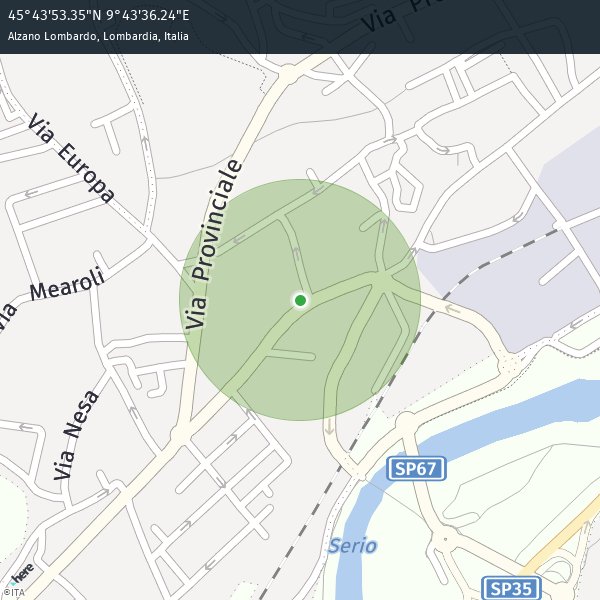 45°43'53.35"N 9°43'36.24"E
Alzano Lombardo, Lombardia, Italia
Via Pro
Via Europa
Via Provinciale
Via Mearoli
Via Nesa
SP67
Serio
SP35
here
©ITA